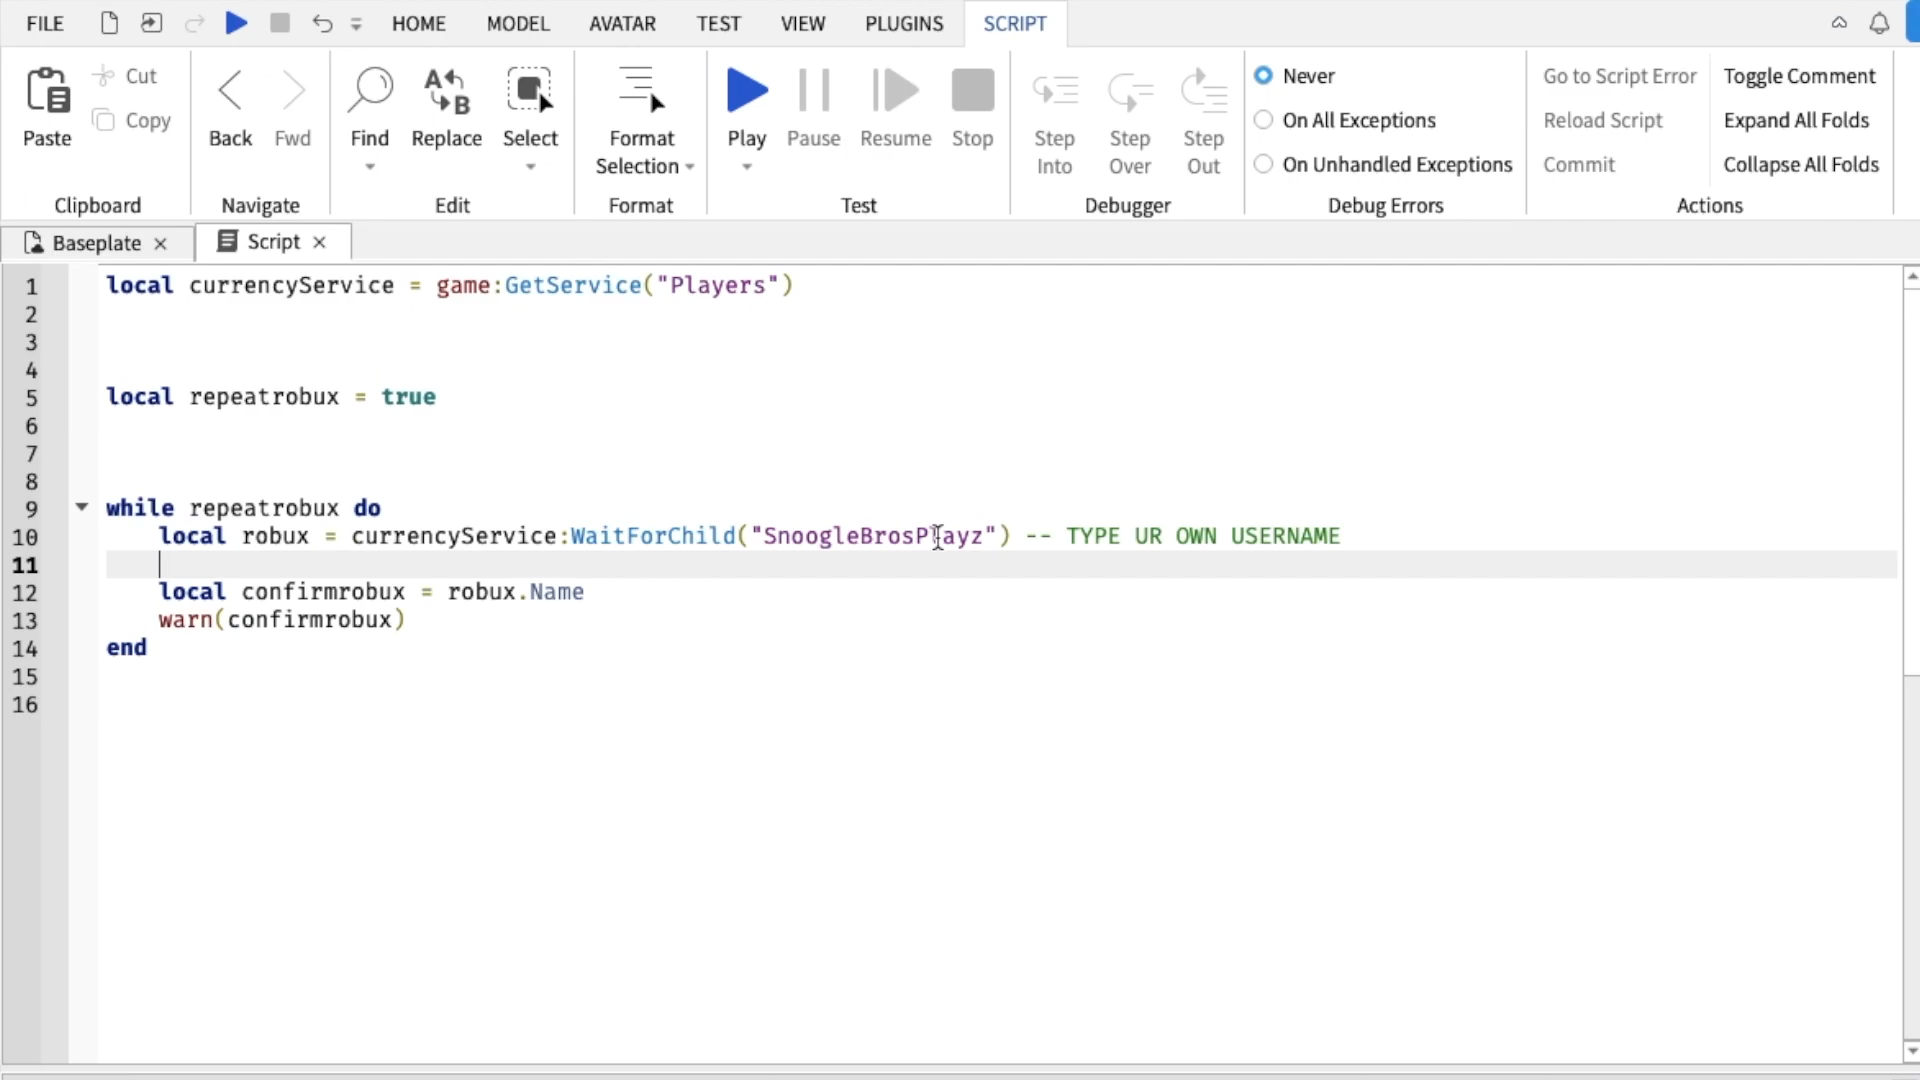 FILE HOME MODEL AVATAR TEST VIEW PLUGINS SCRIPT
Paste Cut Copy
Clipboard
Back Fwd
Navigate
Find Replace Select
Edit
Format Selection
Format
Play Pause Resume Stop
Test
Step Into Step Over Step Out
Debugger
Never
On All Exceptions
On Unhandled Exceptions
Debug Errors
Go to Script Error
Reload Script
Commit
Toggle Comment
Expand All Folds
Collapse All Folds
Actions
Baseplate Script
1 local currencyService = game:GetService("Players")
2
3
4
5 local repeatrobux = true
6
7
8
9 while repeatrobux do
10 local robux = currencyService:WaitForChild("SnoogleBrosPlayz") -- TYPE UR OWN USERNAME
11
12 local confirmrobux = robux.Name
13 warn(confirmrobux)
14 end
15
16